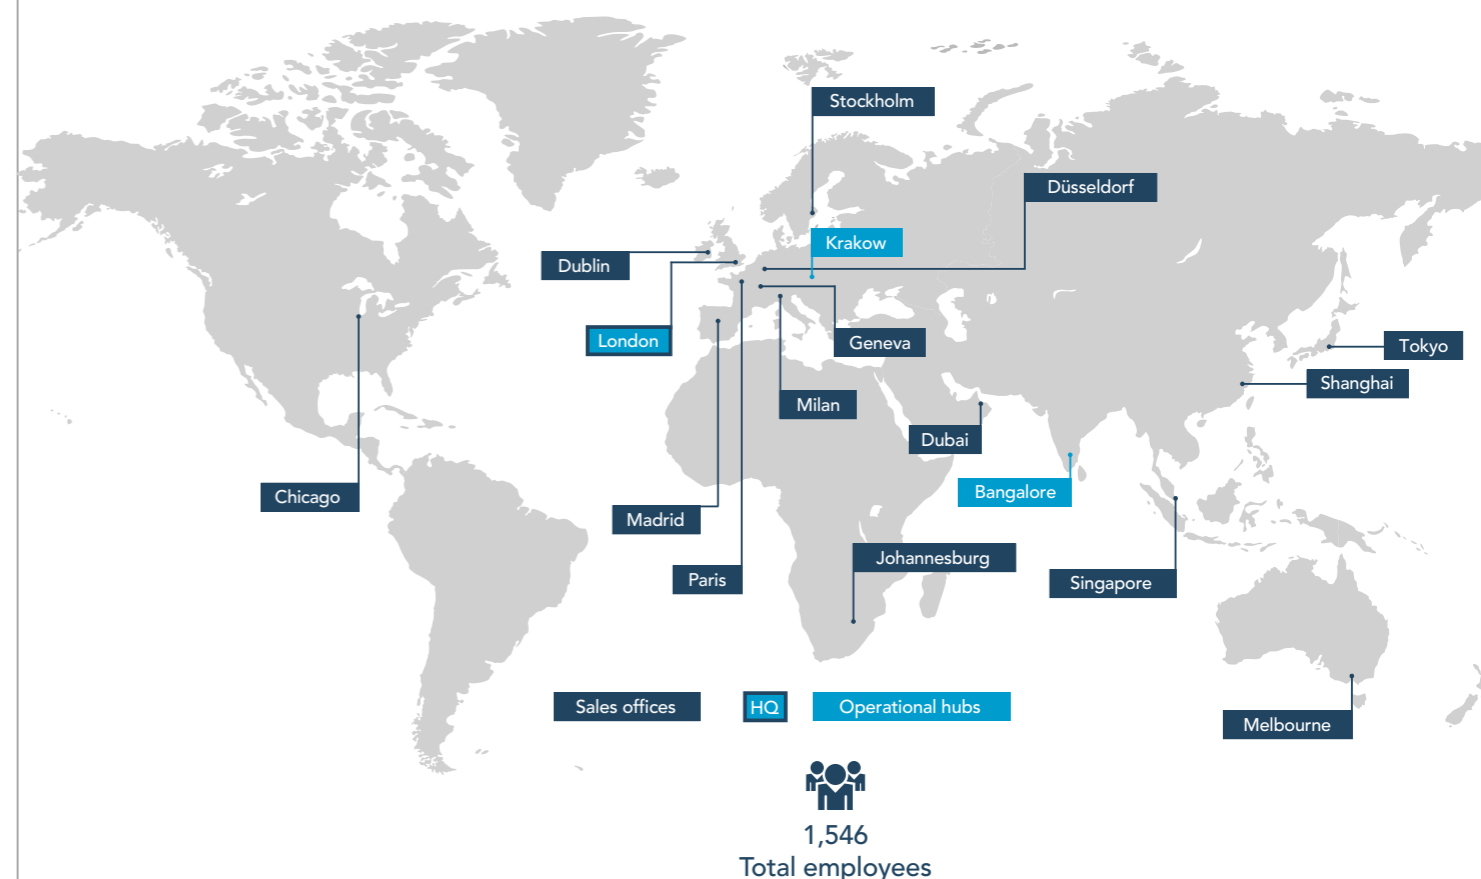 Stockholm
Düsseldorf
Krakow
Dublin
London
Geneva
Tokyo
Shanghai
Milan
Dubai
Bangalore
Chicago
Madrid
Johannesburg
Paris
Singapore
Sales offices
HQ
Operational hubs
Melbourne
1,546
Total employees